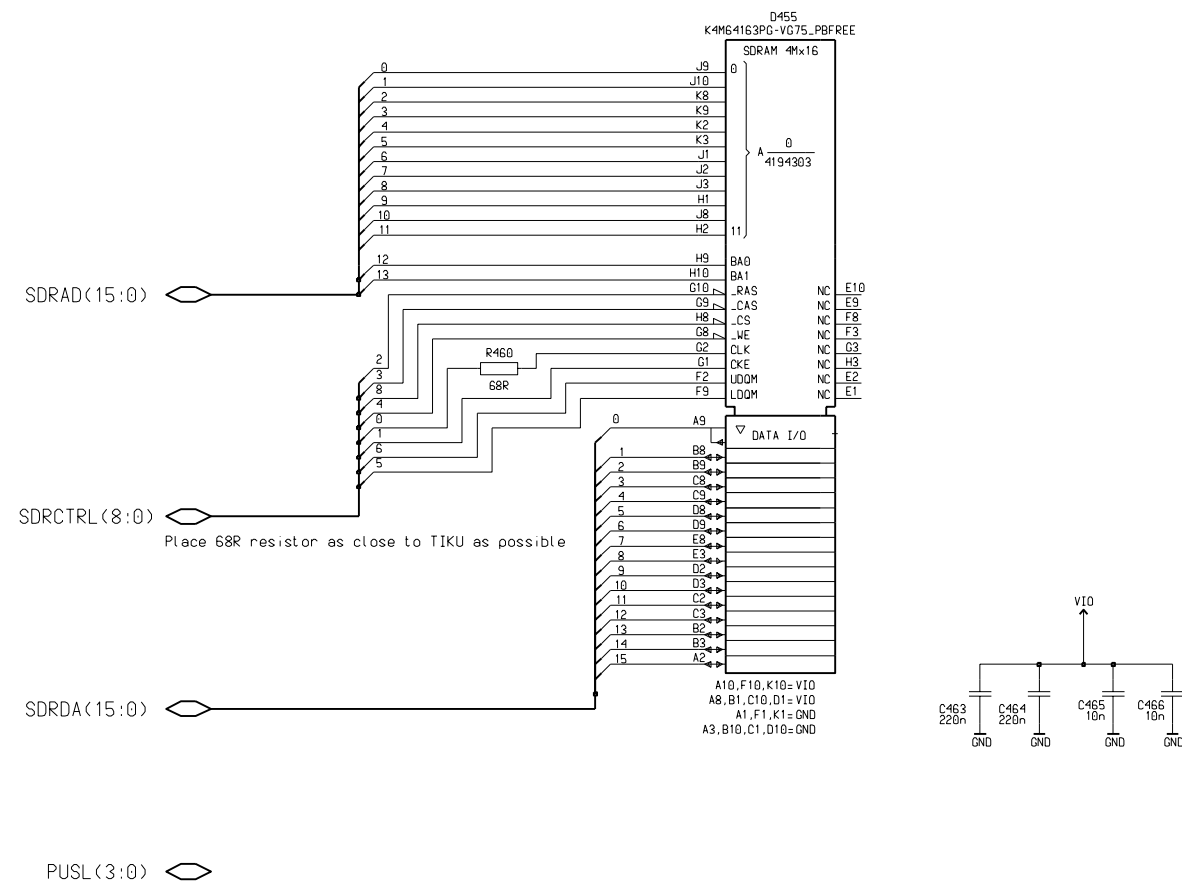 D455
K4M64163PG-VG75_PBFREE
SDRAM 4Mx16
0 J9 0
1 J10
2 K8
3 K9
4 K2
5 K3
A 0
4194303
6 J1
7 J2
8 J3
9 H1
10 J8
11 H2 11
12 H9 BA0
13 H10 BA1
SDRAD(15:0)
G10 _RAS NC E10
G9 _CAS NC E9
H8 _CS NC F8
G8 _WE NC F3
R460
G2 CLK NC G3
2 G1 CKE NC H3
3 68R F2 UDQM NC E2
8 F9 LDQM NC E1
4
0
1
6
5
0 A9
DATA I/O
1 B8
2 B9
3 C8
4 C9
5 D8
6 D9
7 E8
8 E3
9 D2
10 D3
11 C2
12 C3
13 B2
14 B3
15 A2
SDRCTRL(8:0)
Place 68R resistor as close to TIKU as possible
SDRDA(15:0)
A10,F10,K10=VIO
A8,B1,C10,D1=VIO
A1,F1,K1=GND
A3,B10,C1,D10=GND
VIO
C463
220n
C464
220n
C465
10n
C466
10n
GND GND GND GND
PUSL(3:0)